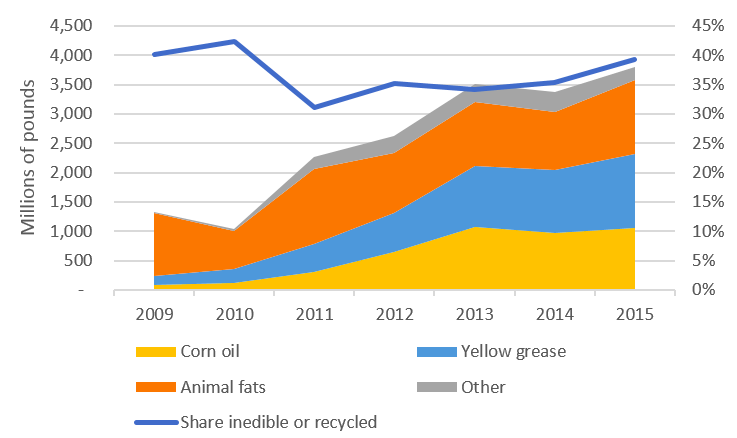 4,500 45%
4,000 40%
3,500 35%
3,000 30%
2,500 25%
2,000 20%
1,500 15%
1,000 10%
500 5%
- 0%
Millions of pounds
2009 2010 2011 2012 2013 2014 2015
Corn oil Yellow grease
Animal fats Other
Share inedible or recycled